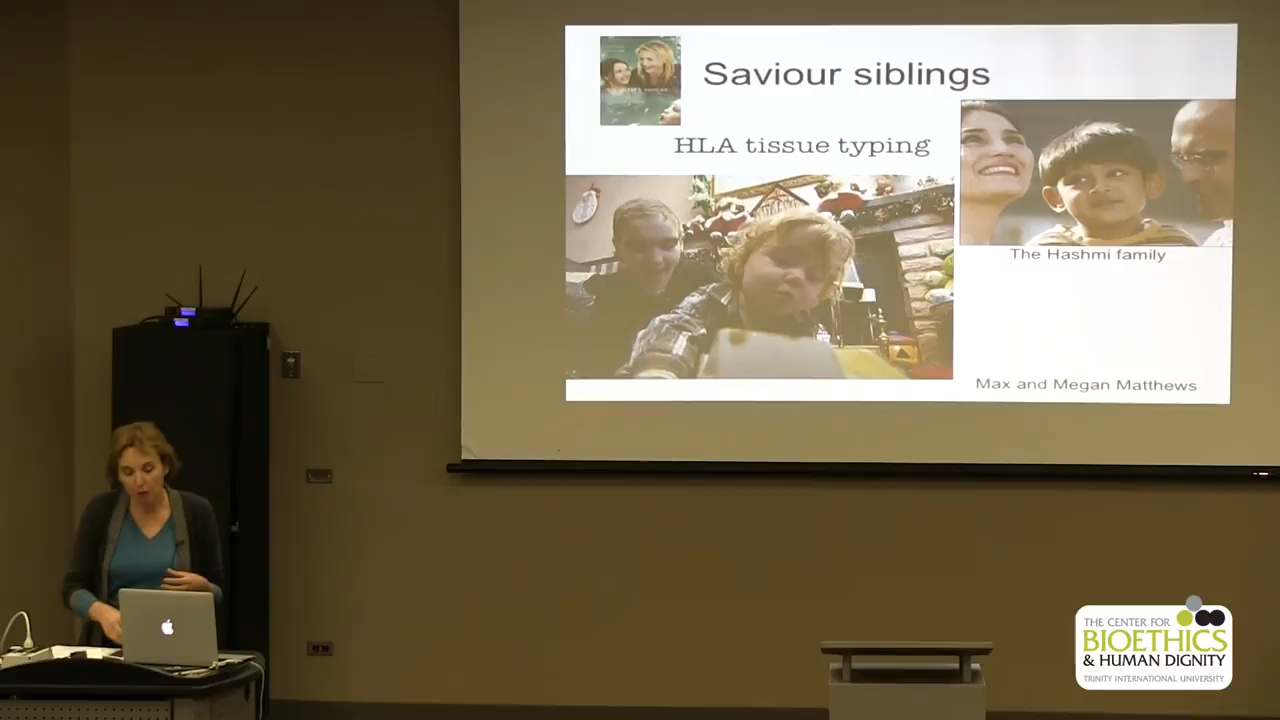 Saviour siblings
HLA tissue typing
The Hashmi family
Max and Megan Matthews
THE CENTER FOR
BIOETHICS
& HUMAN DIGNITY
TRINITY INTERNATIONAL UNIVERSITY